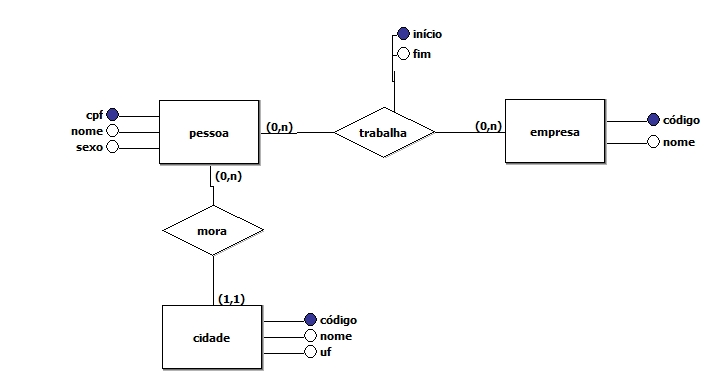 início
fim
cpf
nome
sexo
pessoa
(0,n)
trabalha
(0,n)
empresa
código
nome
(0,n)
mora
(1,1)
cidade
código
nome
uf